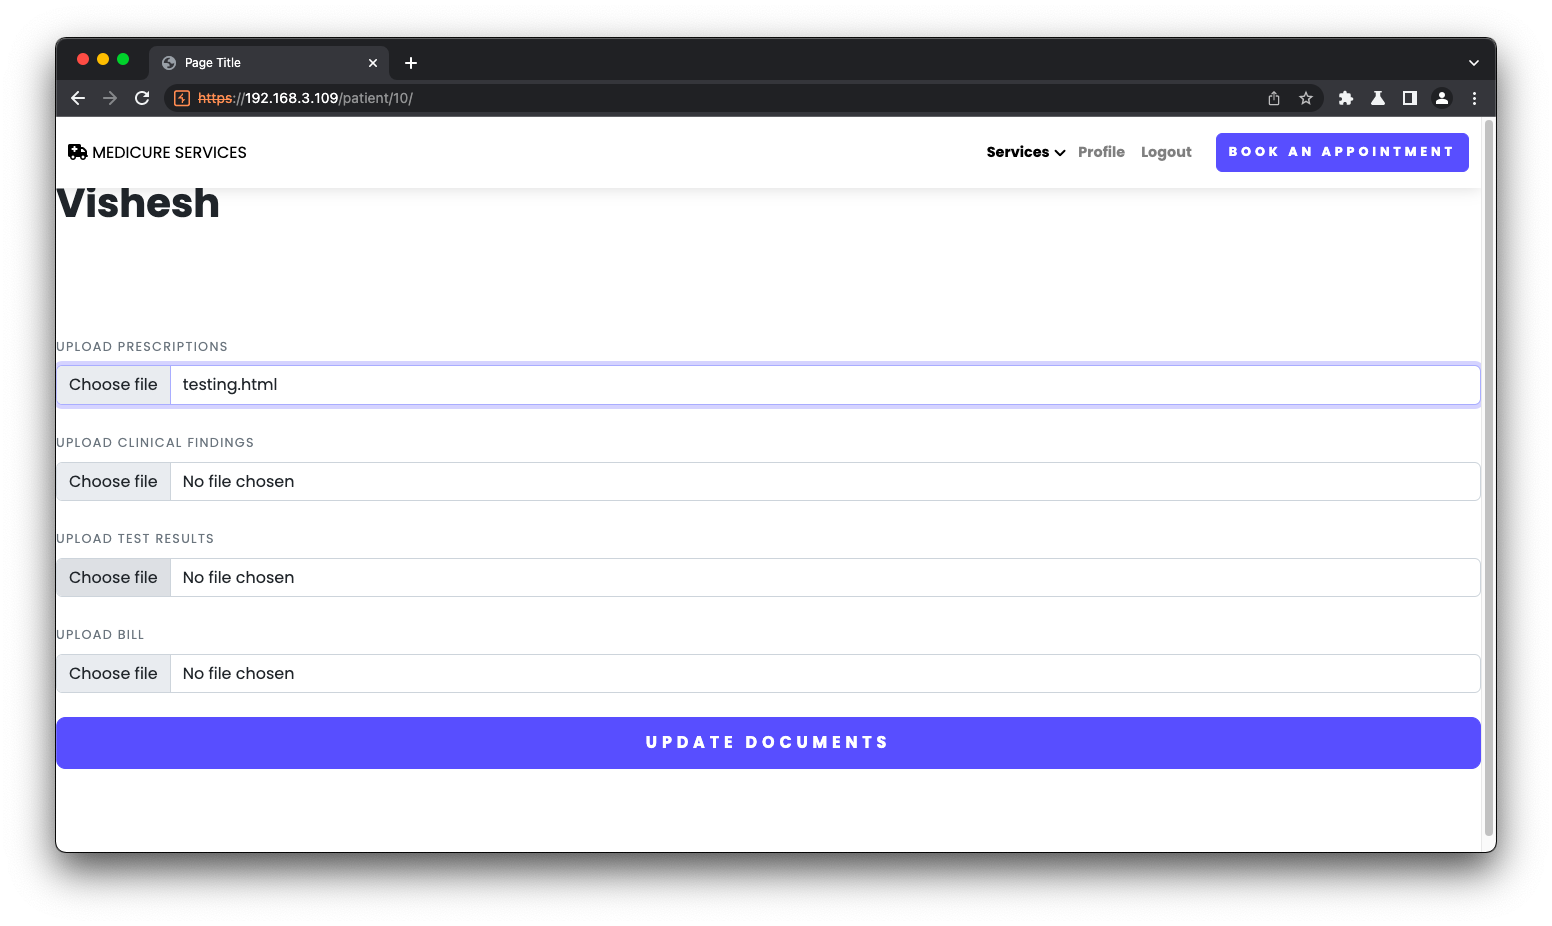 Page Title
https://192.168.3.109/patient/10/
MEDICURE SERVICES
Services Profile Logout BOOK AN APPOINTMENT
Vishesh
UPLOAD PRESCRIPTIONS
Choose file testing.html
UPLOAD CLINICAL FINDINGS
Choose file No file chosen
UPLOAD TEST RESULTS
Choose file No file chosen
UPLOAD BILL
Choose file No file chosen
UPDATE DOCUMENTS